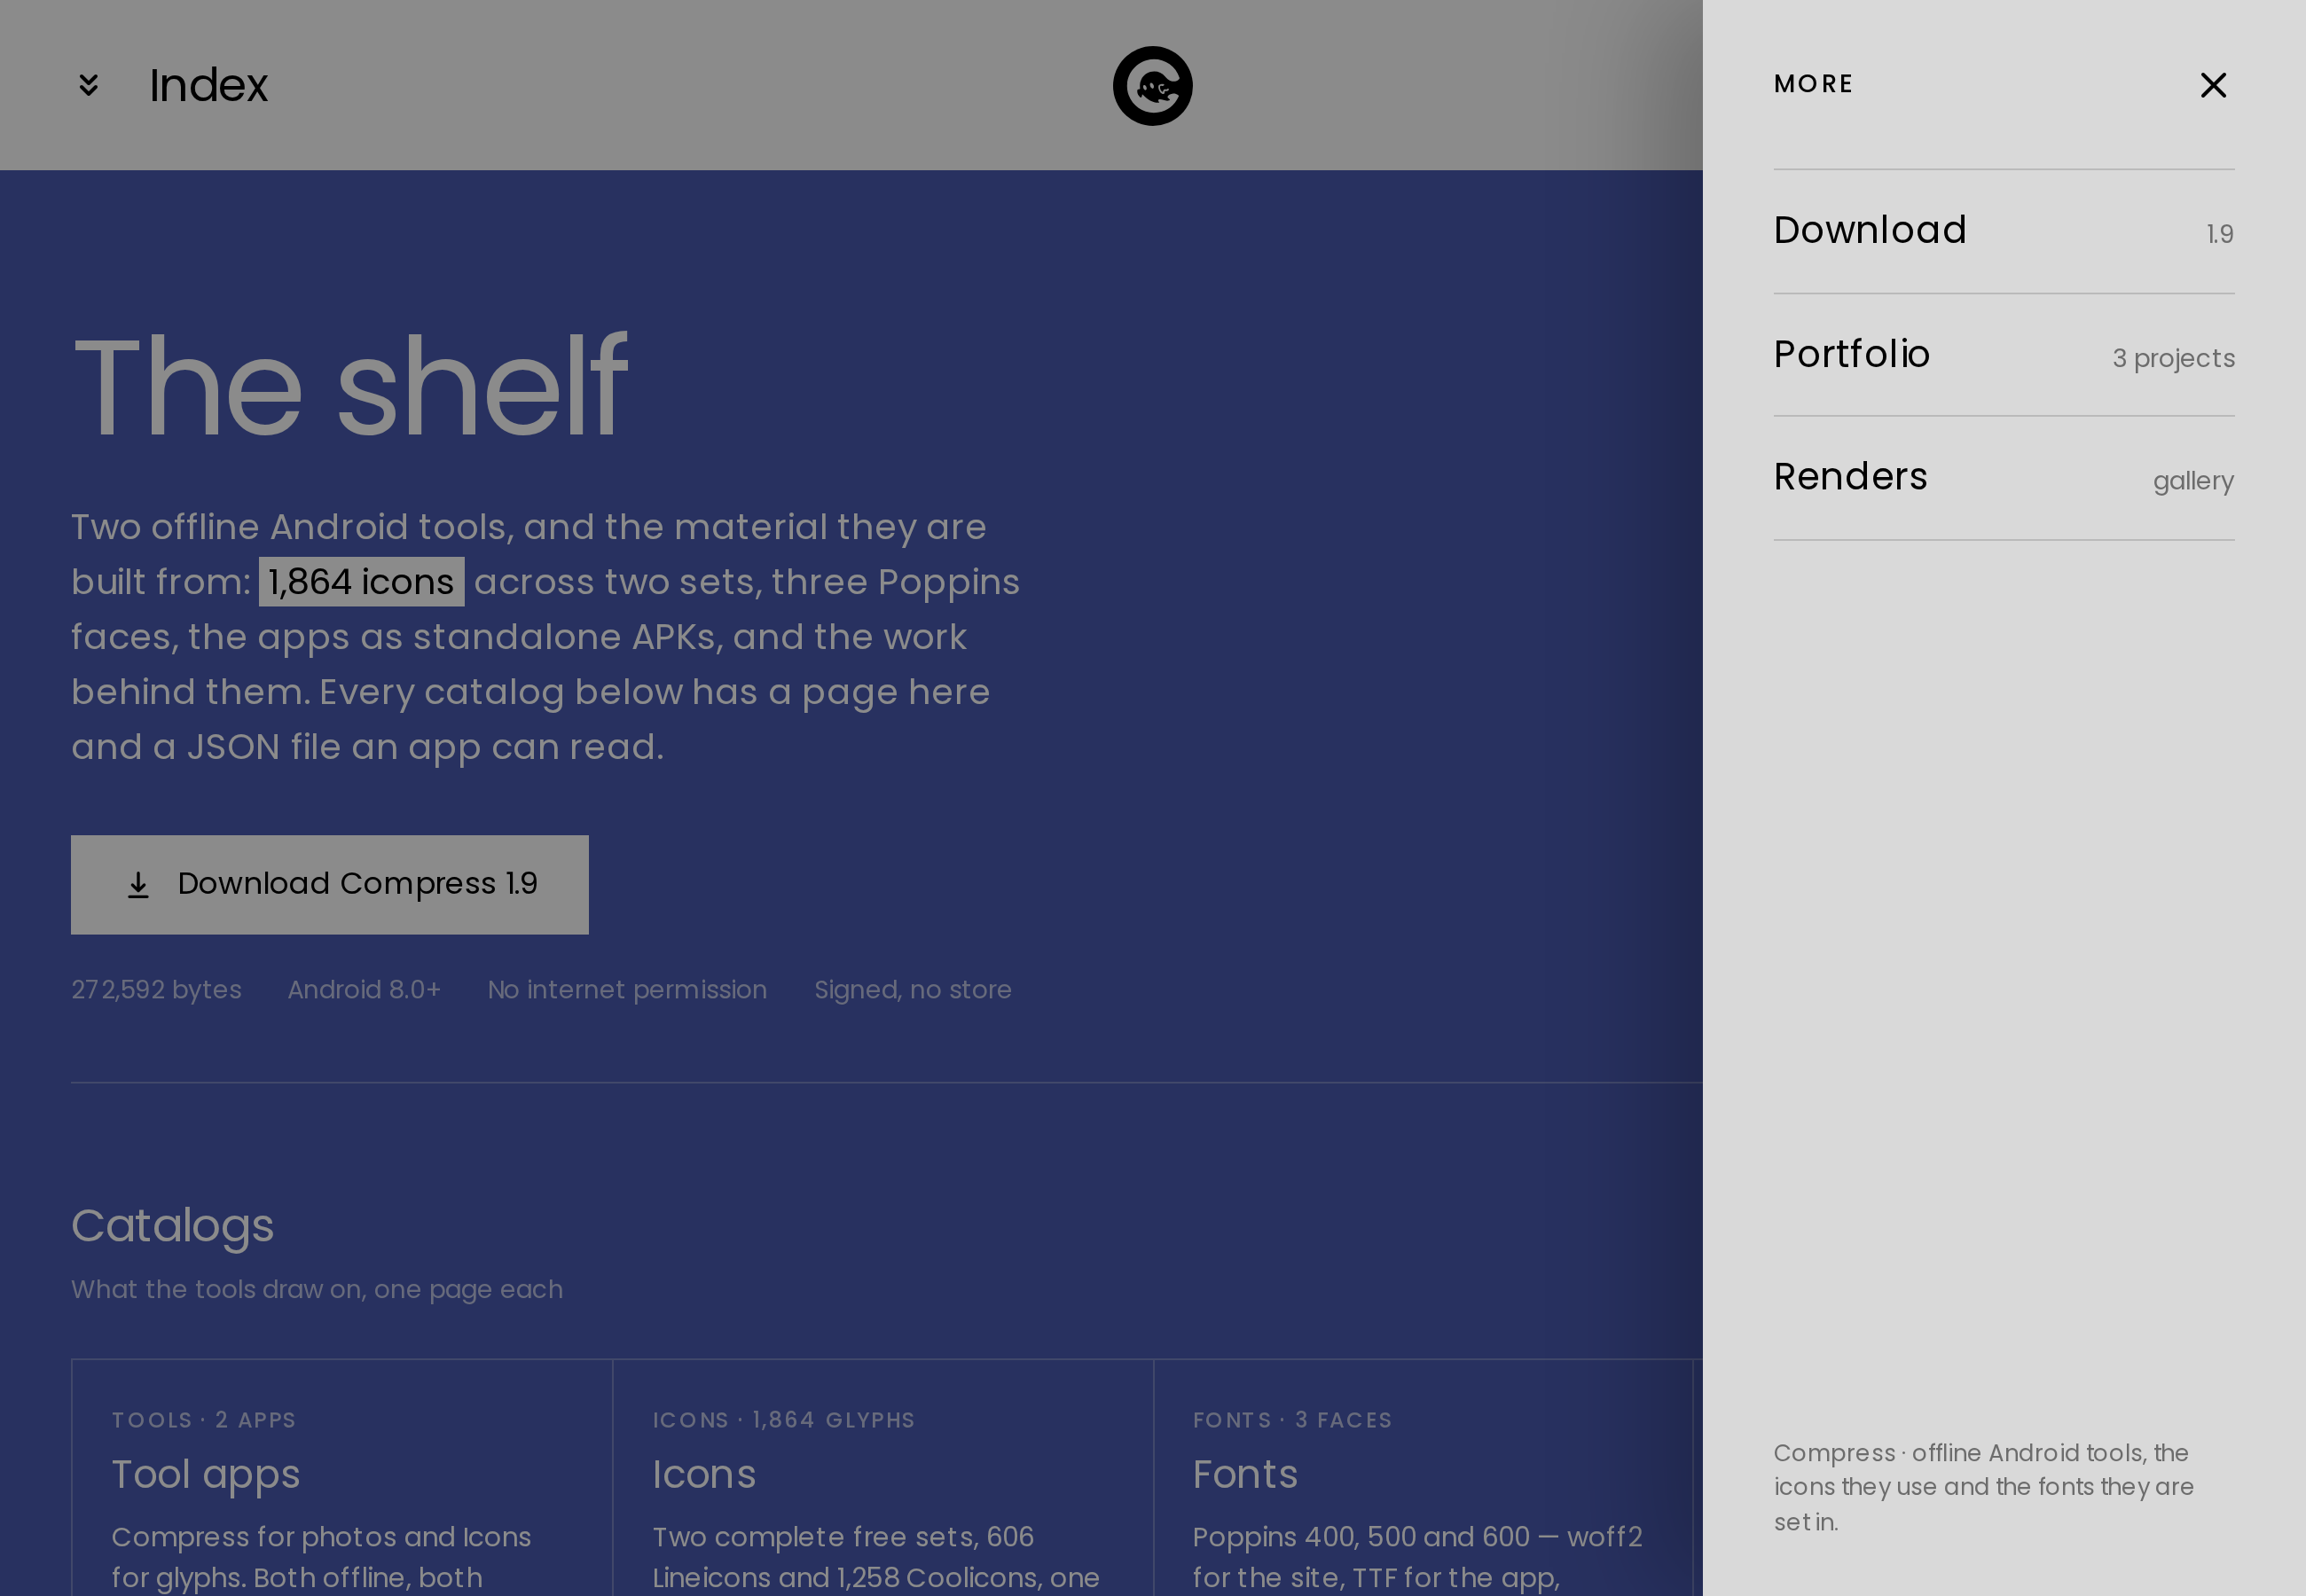 Index
The shelf
Two offline Android tools, and the material they are
built from: 1,864 icons across two sets, three Poppins
faces, the apps as standalone APKs, and the work
behind them. Every catalog below has a page here
and a JSON file an app can read.
Download Compress 1.9
272,592 bytes Android 8.0+ No internet permission Signed, no store
Catalogs
What the tools draw on, one page each
TOOLS · 2 APPS
Tool apps
Compress for photos and Icons
for glyphs. Both offline, both
ICONS · 1,864 GLYPHS
Icons
Two complete free sets, 606
Lineicons and 1,258 Coolicons, one
FONTS · 3 FACES
Fonts
Poppins 400, 500 and 600 — woff2
for the site, TTF for the app,
MORE
Download 1.9
Portfolio 3 projects
Renders gallery
Compress · offline Android tools, the
icons they use and the fonts they are
set in.